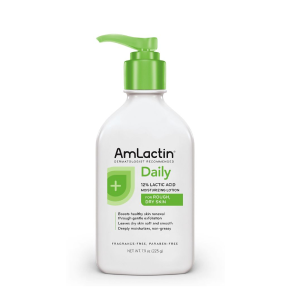 AmLactin™
DERMATOLOGIST RECOMMENDED
Daily
12% LACTIC ACID
MOISTURIZING LOTION
FOR ROUGH,
DRY SKIN
Boosts healthy skin renewal
through gentle exfoliation
Leaves dry skin soft and smooth
Deeply moisturizes, non-greasy
FRAGRANCE-FREE, PARABEN-FREE